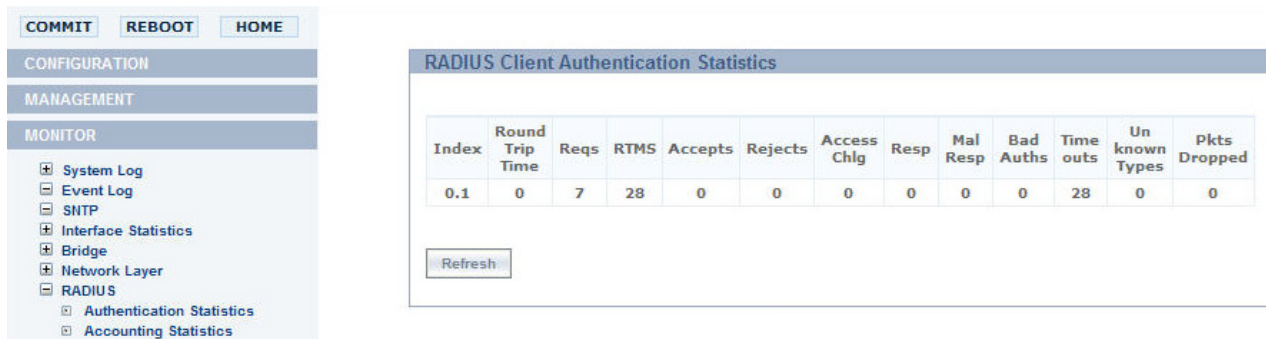 COMMIT REBOOT HOME
CONFIGURATION
MANAGEMENT
MONITOR
System Log
Event Log
SNTP
Interface Statistics
Bridge
Network Layer
RADIUS
Authentication Statistics
Accounting Statistics
RADIUS Client Authentication Statistics
Index Round Trip Time Reqs RTMS Accepts Rejects Access Chlg Resp Mal Resp Bad Auths Time outs Un known Types Pkts Dropped
0.1 0 7 28 0 0 0 0 0 0 28 0 0
Refresh